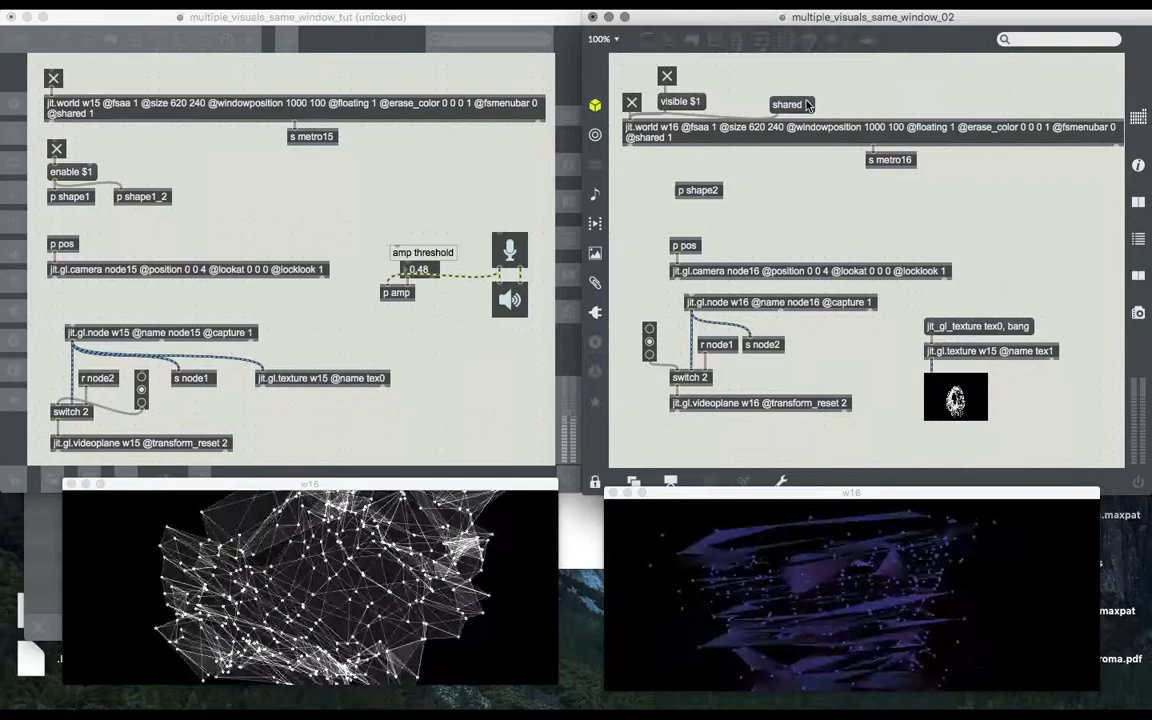 multiple_visuals_same_window_tut (unlocked)
jit.world w15 @fsaa 1 @size 620 240 @windowposition 1000 100 @floating 1 @erase_color 0 0 0 1 @fsmenubar 0
@shared 1
s metro15
enable $1
p shape1
p shape1_2
p pos
jit.gl.camera node15 @position 0 0 4 @lookat 0 0 0 @locklook 1
amp threshold
0.48
p amp
jit.gl.node w15 @name node15 @capture 1
r node2
s node1
jit.gl.texture w15 @name tex0
switch 2
jit.gl.videoplane w15 @transform_reset 2
w15
multiple_visuals_same_window_02
100%
visible $1
shared
jit.world w16 @fsaa 1 @size 620 240 @windowposition 1000 100 @floating 1 @erase_color 0 0 0 1 @fsmenubar 0
@shared 1
s metro16
p shape2
p pos
jit.gl.camera node16 @position 0 0 4 @lookat 0 0 0 @locklook 1
jit.gl.node w16 @name node16 @capture 1
r node1
s node2
switch 2
jit.gl.videoplane w16 @transform_reset 2
jit_gl_texture tex0, bang
jit.gl.texture w15 @name tex1
w16
.maxpat
maxpat
roma.pdf